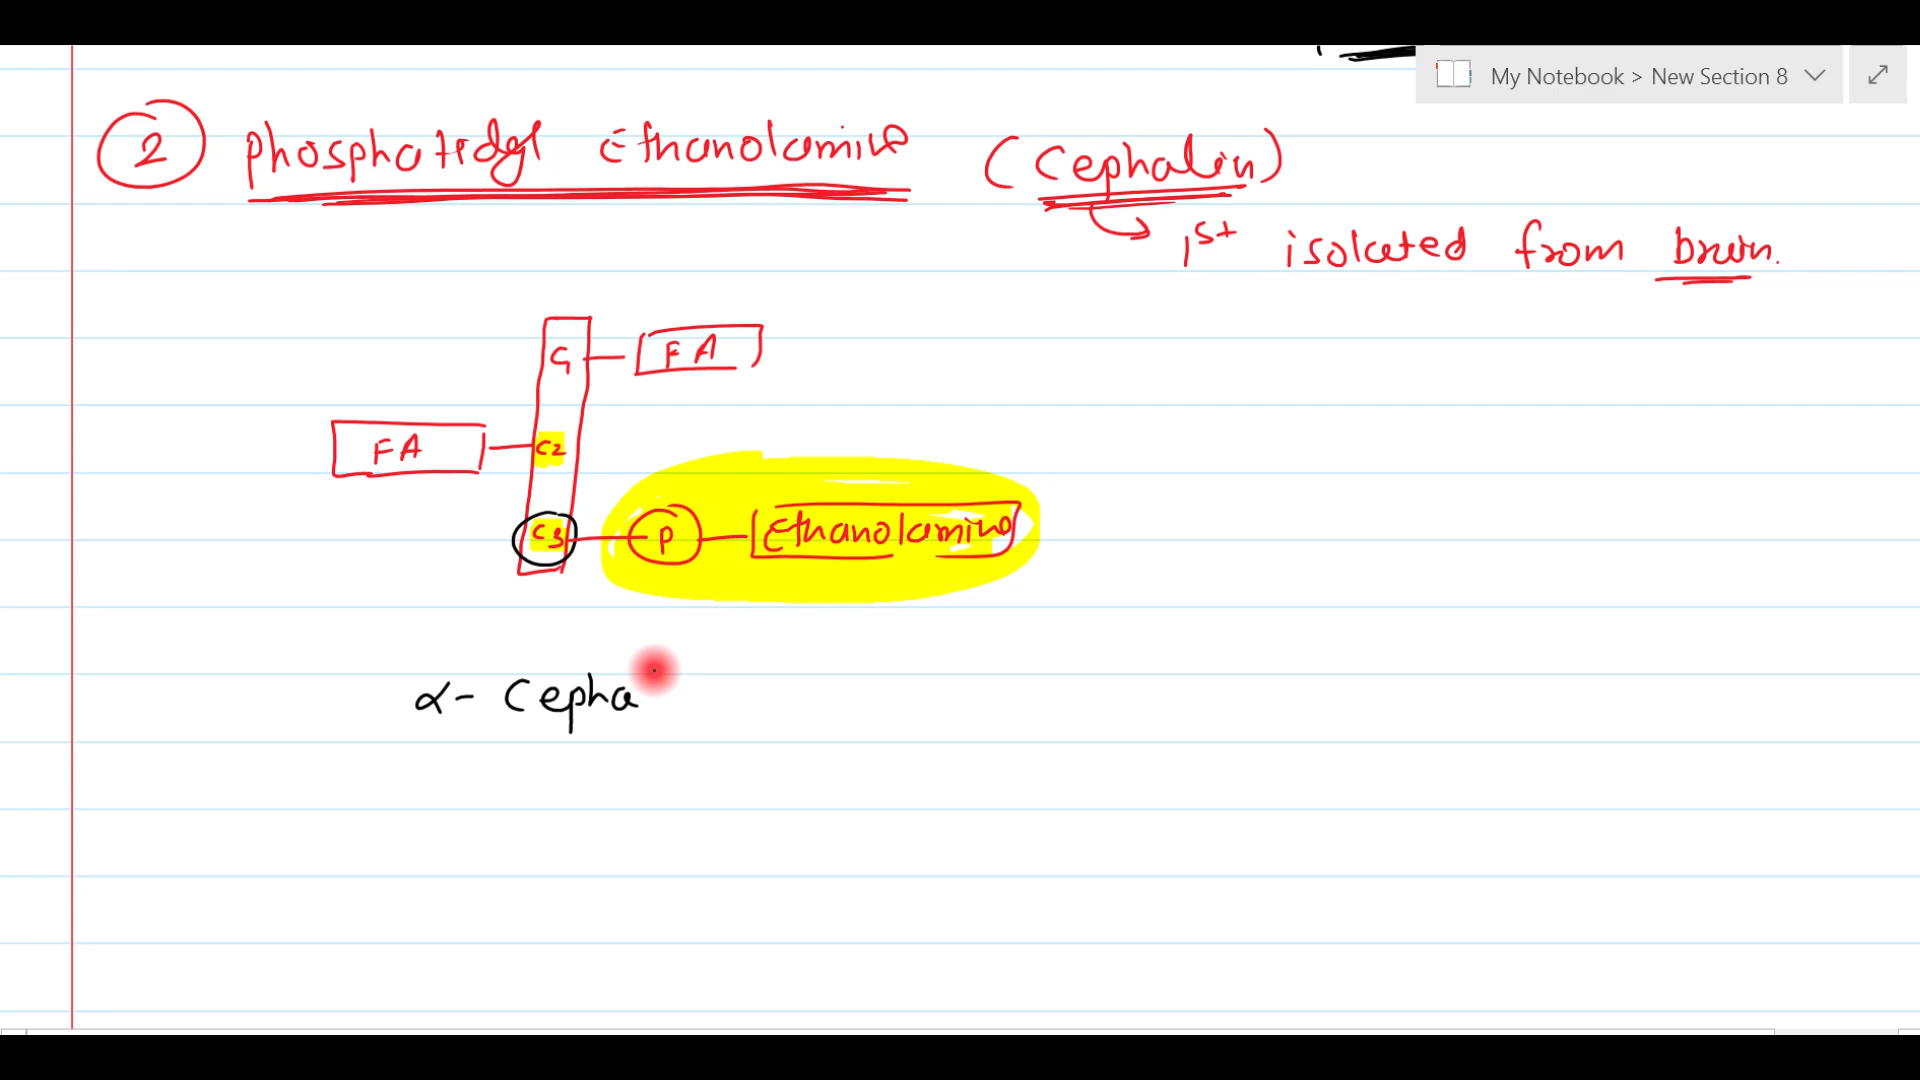 My Notebook > New Section 8
2 Phosphatidyl Ethanolamine (Cephalin)
1st isolated from brain.
C1 FA
FA C2
C3 P Ethanolamine
α- Cepha